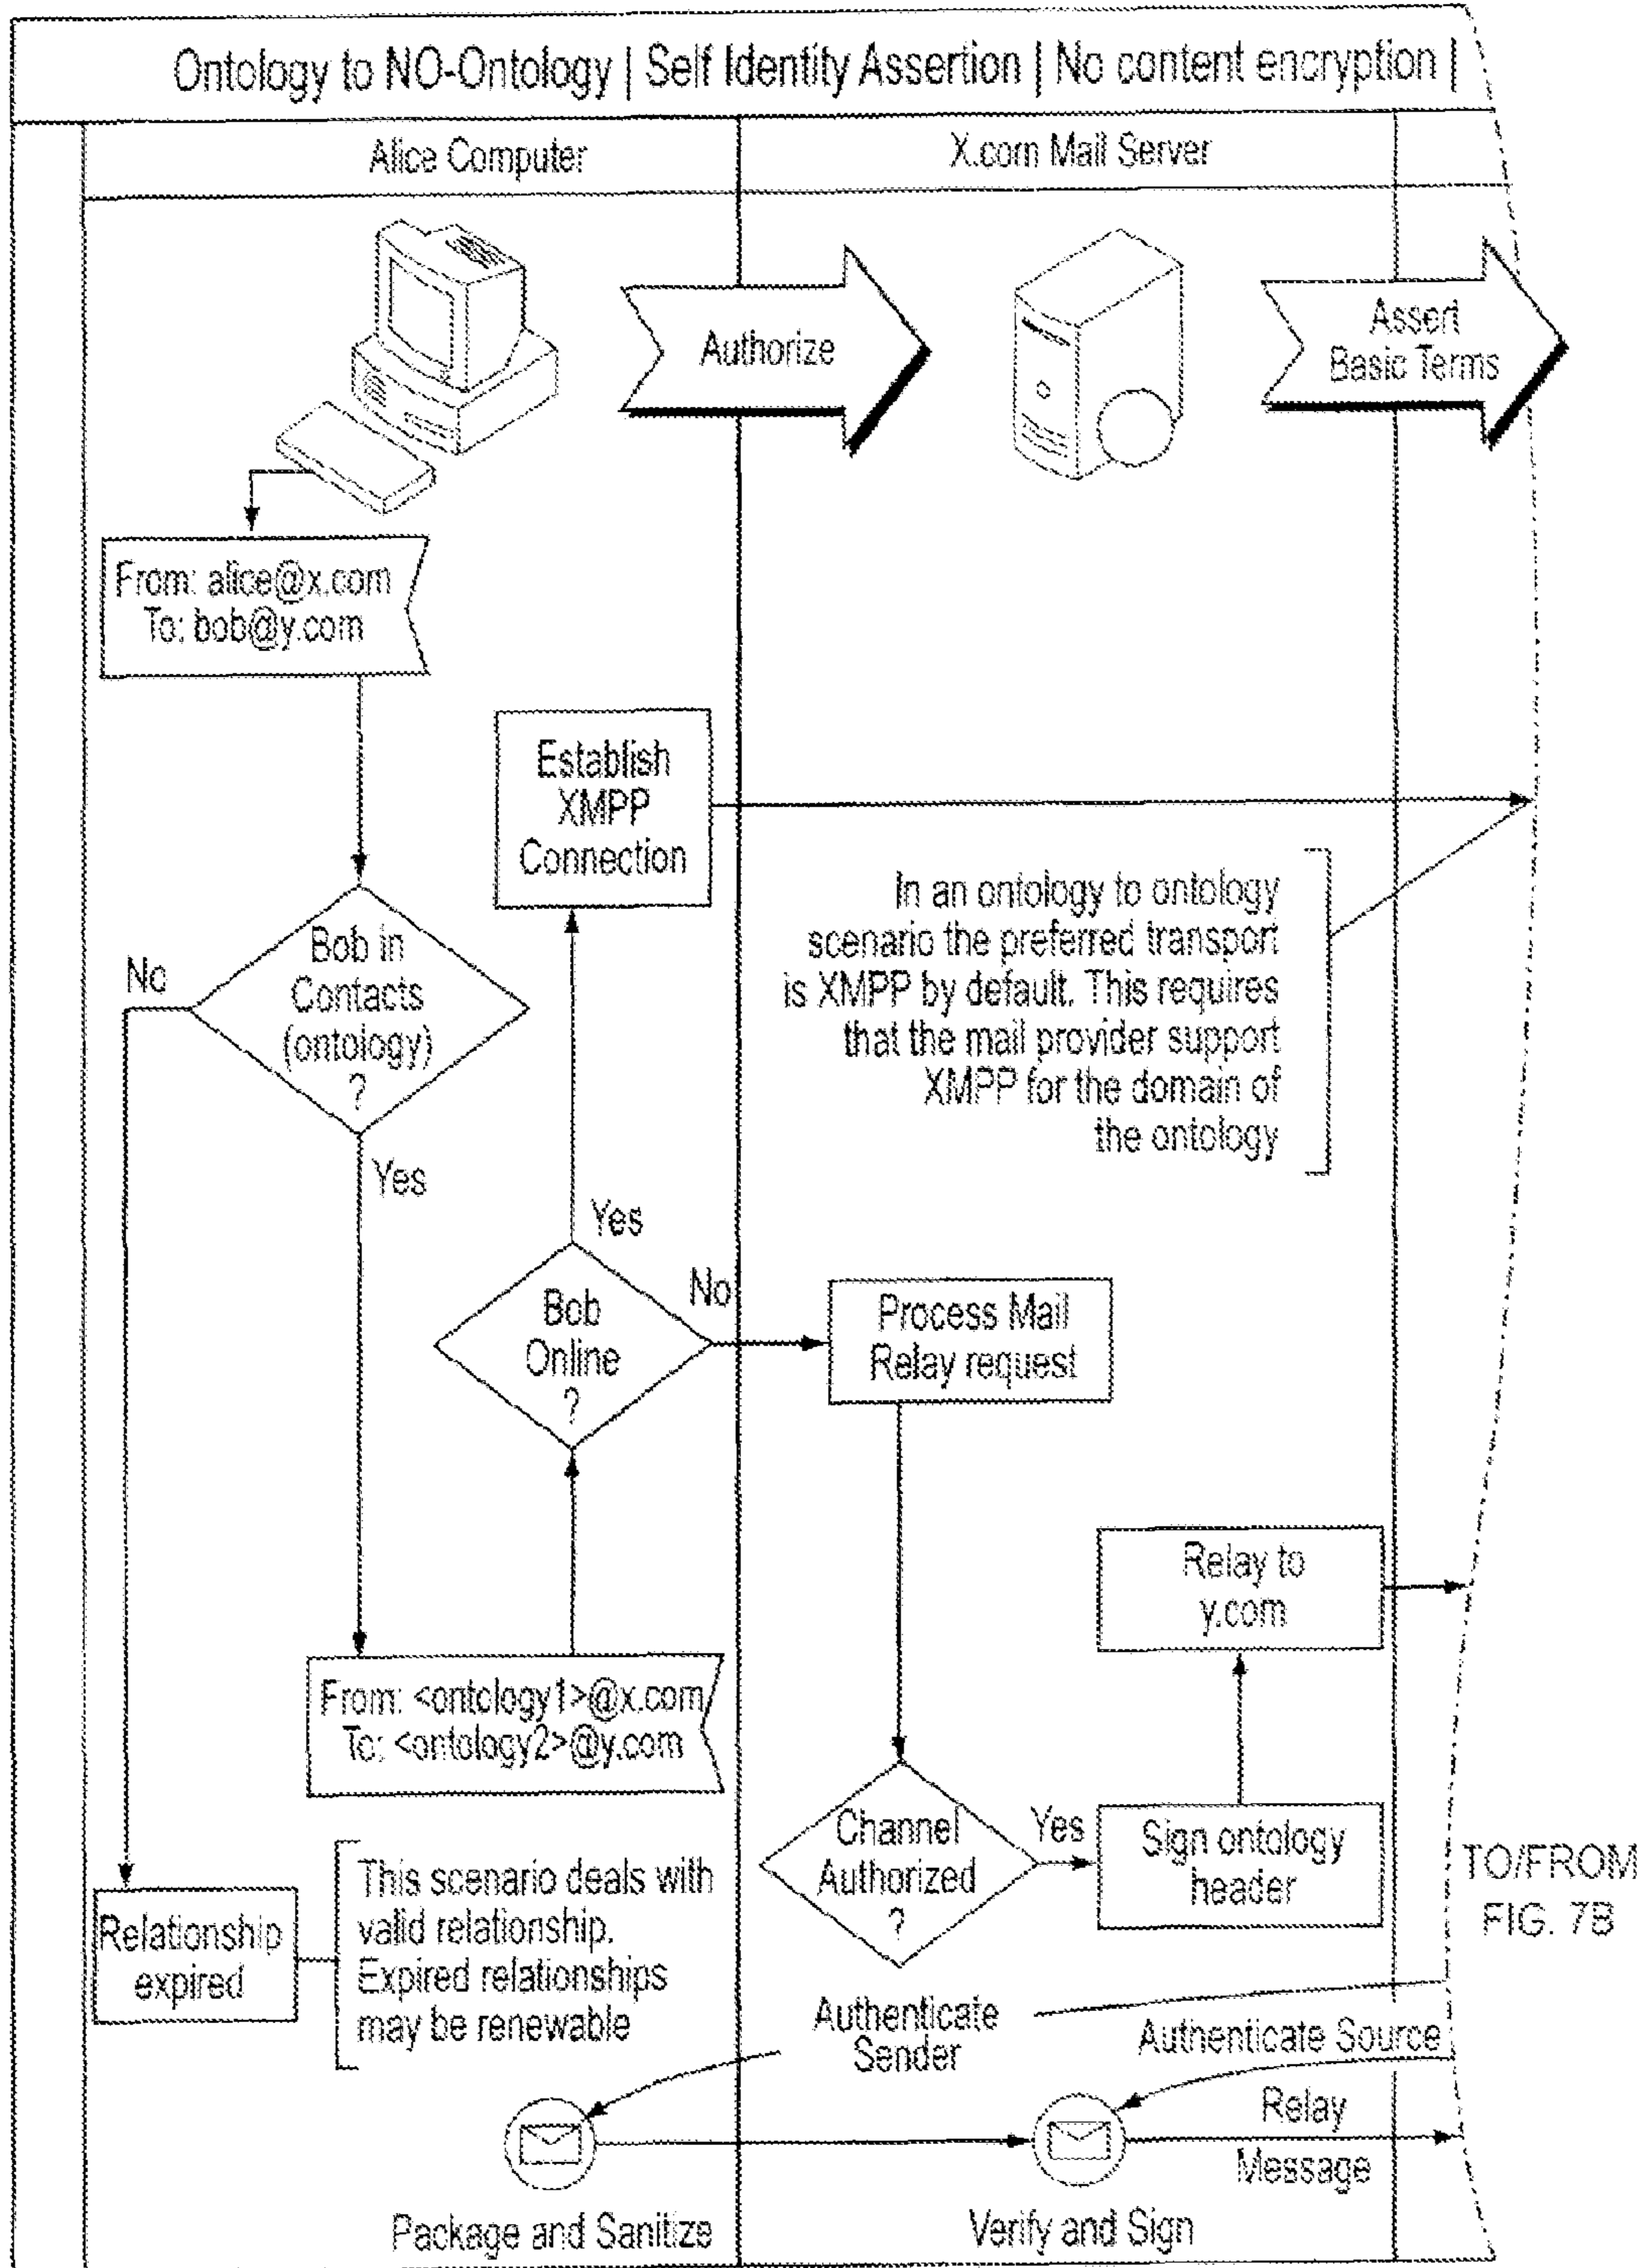 Ontology to NO-Ontology | Self Identity Assertion | No content encryption |
Alice Computer
X.com Mail Server
Authorize
Assert
Basic Terms
From: alice@x.com
To: bob@y.com
Establish
XMPP
Connection
In an ontology to ontology
scenario the preferred transport
is XMPP by default. This requires
that the mail provider support
XMPP for the domain of
the ontology
Bob in
Contacts
(ontology)
?
No
Yes
Yes
Bob
Online
?
No
Process Mail
Relay request
Relay to
y.com
From: <ontology1>@x.com
To: <ontology2>@y.com
Channel
Authorized
?
Yes
Sign ontology
header
TO/FROM
FIG. 7B
Relationship
expired
This scenario deals with
valid relationship.
Expired relationships
may be renewable
Authenticate
Sender
Authenticate Source
Relay
Message
Package and Sanitize
Verify and Sign